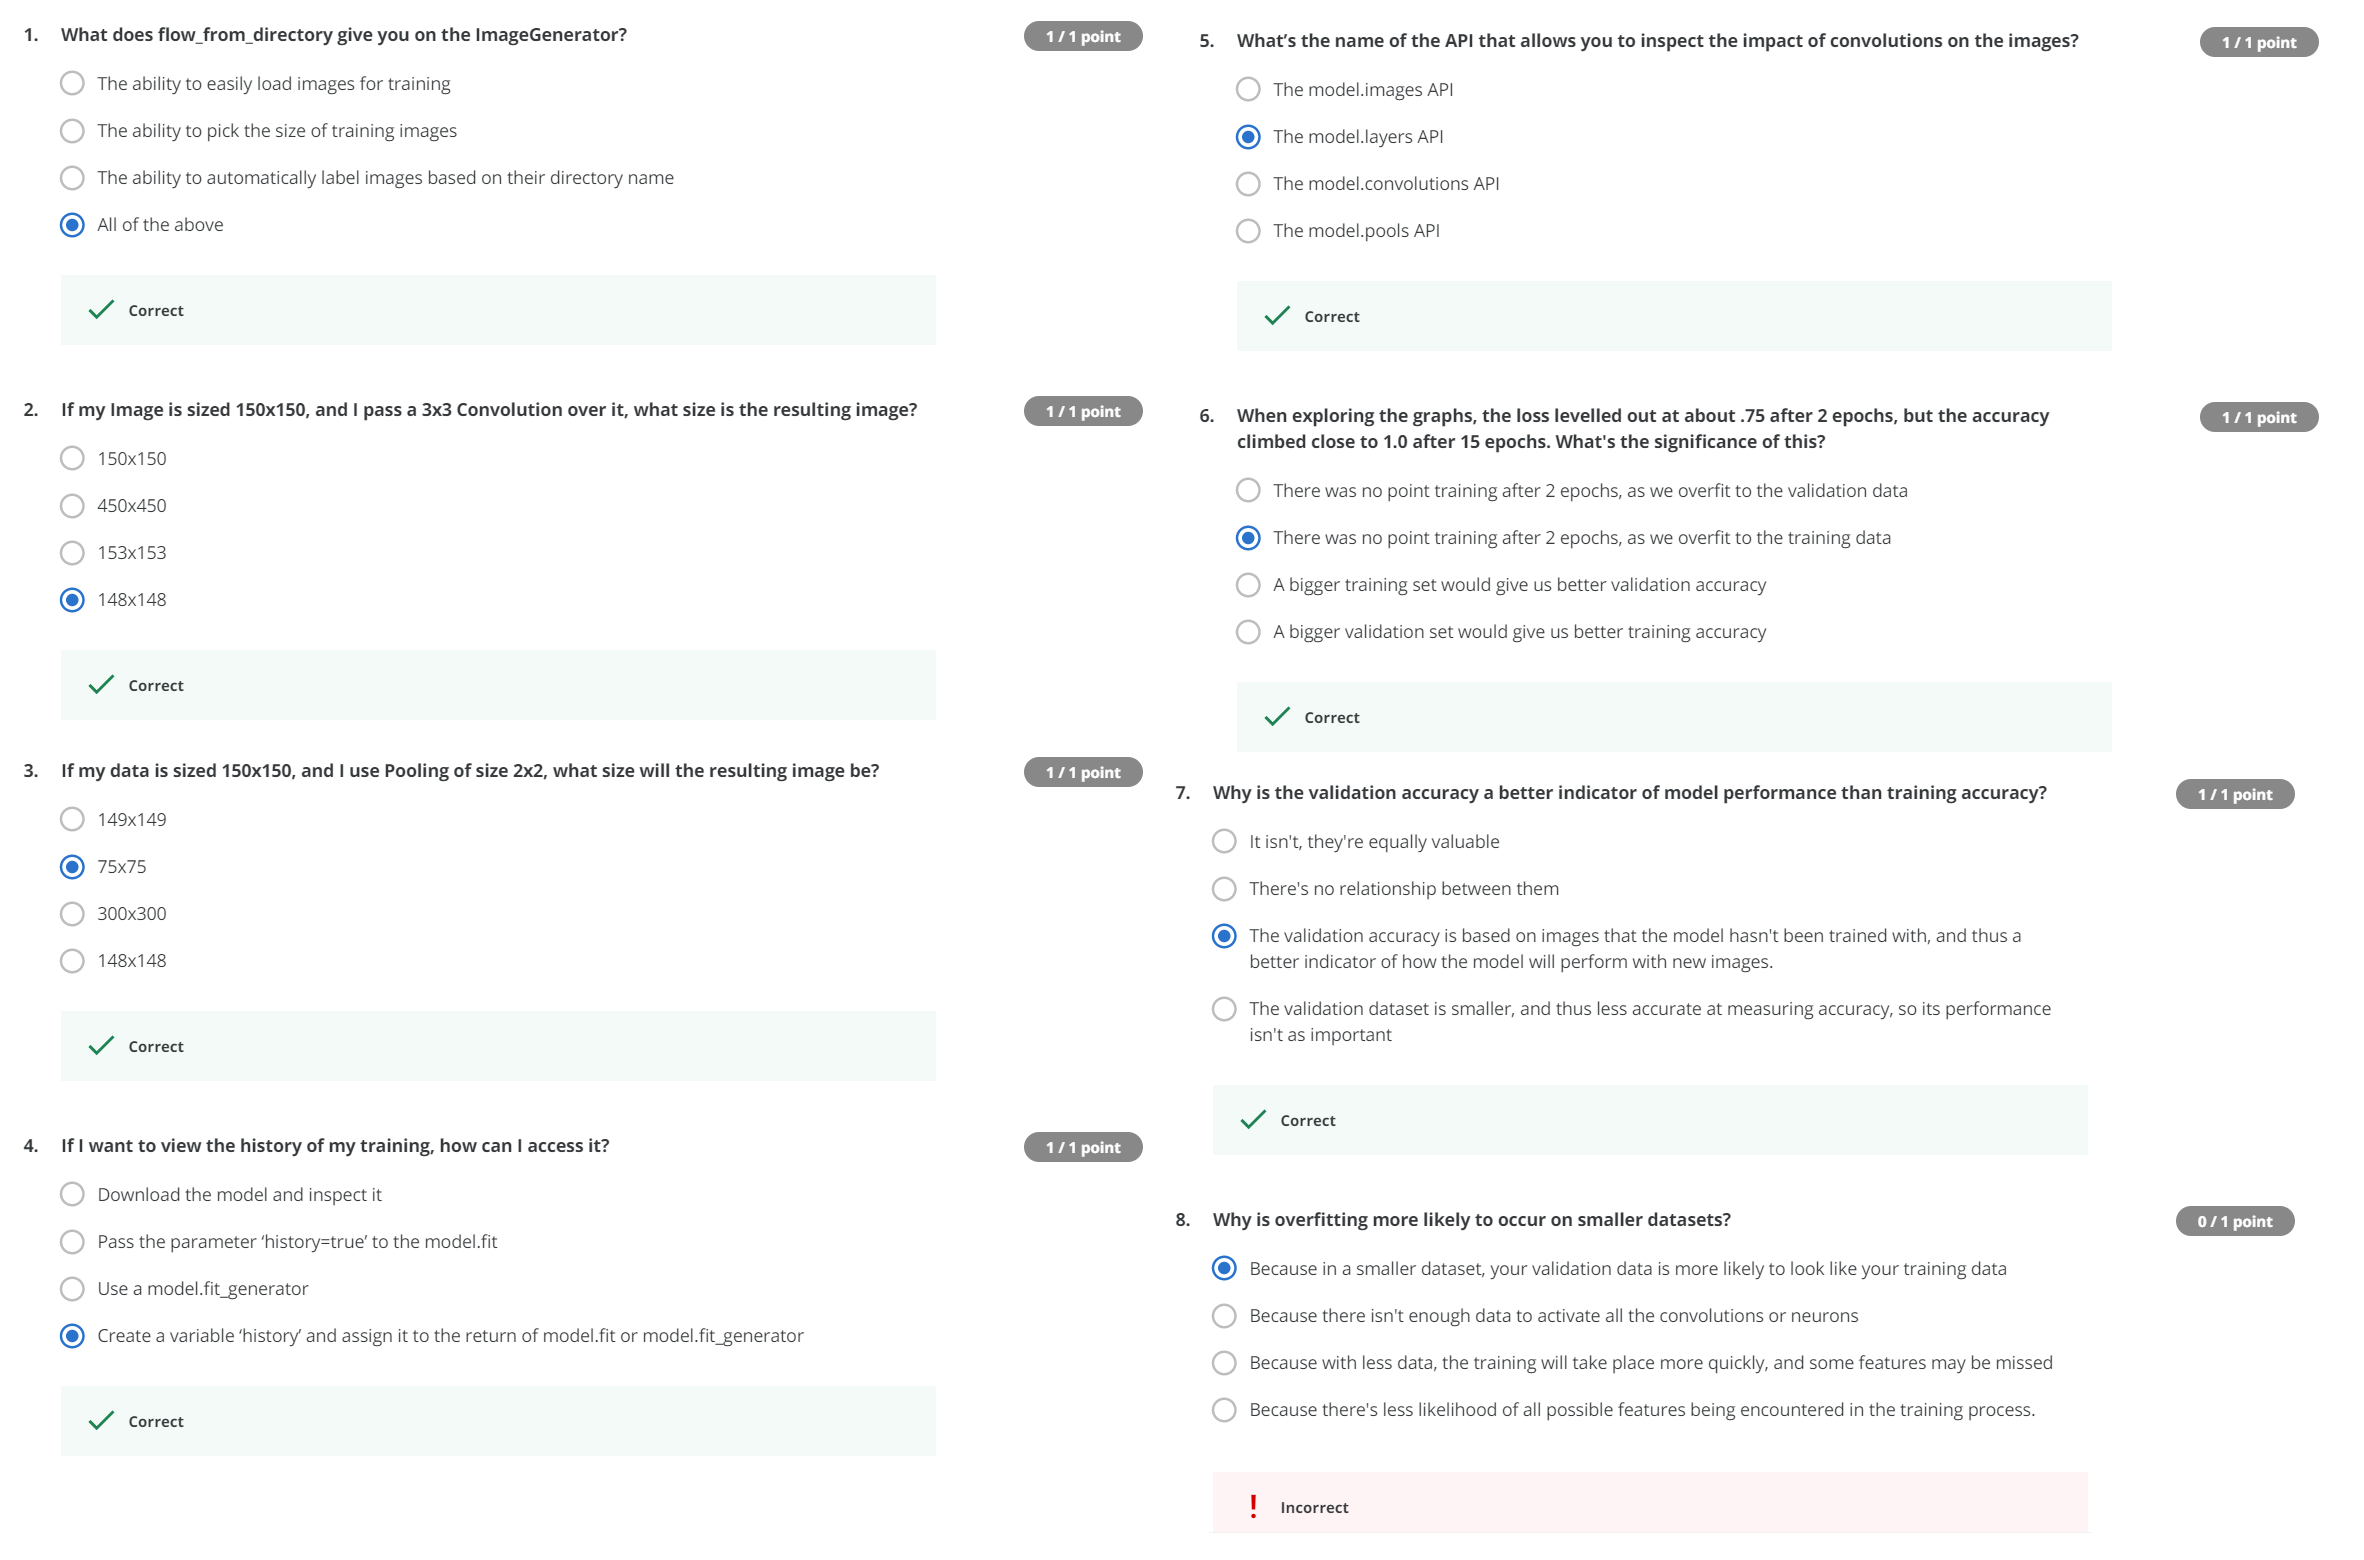 1. What does flow_from_directory give you on the ImageGenerator?
1 / 1 point
The ability to easily load images for training
The ability to pick the size of training images
The ability to automatically label images based on their directory name
All of the above
Correct
2. If my Image is sized 150x150, and I pass a 3x3 Convolution over it, what size is the resulting image?
1 / 1 point
150x150
450x450
153x153
148x148
Correct
3. If my data is sized 150x150, and I use Pooling of size 2x2, what size will the resulting image be?
1 / 1 point
149x149
75x75
300x300
148x148
Correct
4. If I want to view the history of my training, how can I access it?
1 / 1 point
Download the model and inspect it
Pass the parameter ‘history=true’ to the model.fit
Use a model.fit_generator
Create a variable ‘history’ and assign it to the return of model.fit or model.fit_generator
Correct
5. What’s the name of the API that allows you to inspect the impact of convolutions on the images?
1 / 1 point
The model.images API
The model.layers API
The model.convolutions API
The model.pools API
Correct
6. When exploring the graphs, the loss levelled out at about .75 after 2 epochs, but the accuracy
climbed close to 1.0 after 15 epochs. What's the significance of this?
1 / 1 point
There was no point training after 2 epochs, as we overfit to the validation data
There was no point training after 2 epochs, as we overfit to the training data
A bigger training set would give us better validation accuracy
A bigger validation set would give us better training accuracy
Correct
7. Why is the validation accuracy a better indicator of model performance than training accuracy?
1 / 1 point
It isn't, they're equally valuable
There's no relationship between them
The validation accuracy is based on images that the model hasn't been trained with, and thus a
better indicator of how the model will perform with new images.
The validation dataset is smaller, and thus less accurate at measuring accuracy, so its performance
isn't as important
Correct
8. Why is overfitting more likely to occur on smaller datasets?
0 / 1 point
Because in a smaller dataset, your validation data is more likely to look like your training data
Because there isn't enough data to activate all the convolutions or neurons
Because with less data, the training will take place more quickly, and some features may be missed
Because there's less likelihood of all possible features being encountered in the training process.
Incorrect